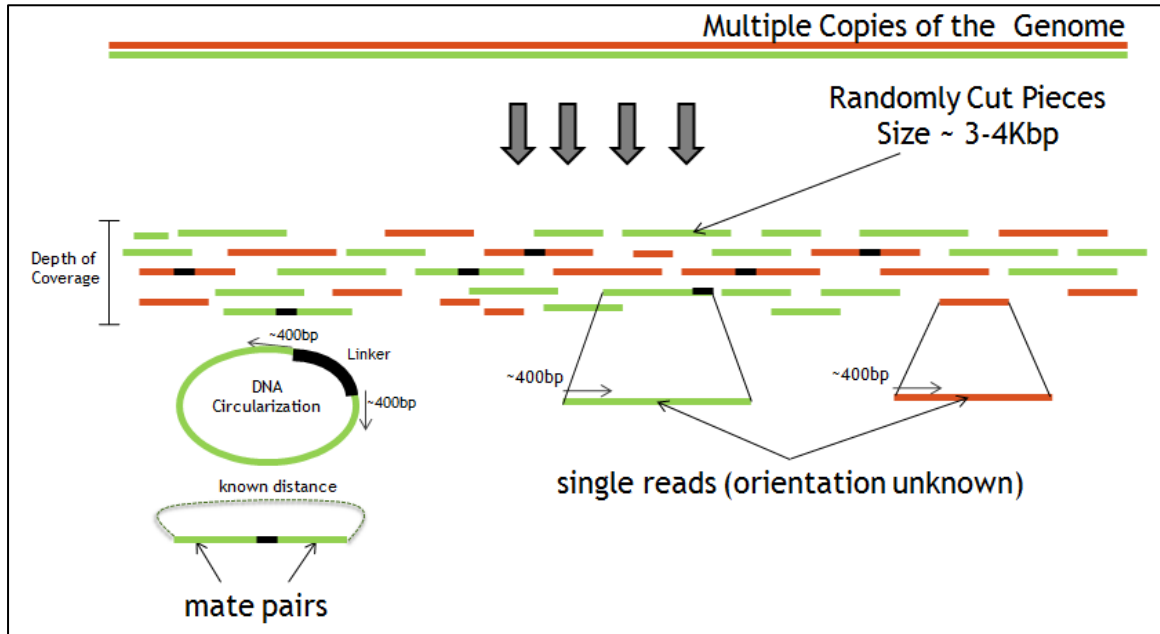 Multiple Copies of the  Genome
Randomly Cut Pieces
Size ~ 3-4Kbp
Depth of
Coverage
~400bp
Linker
DNA
Circularization
~400bp
~400bp
~400bp
known distance
single reads (orientation unknown)
mate pairs